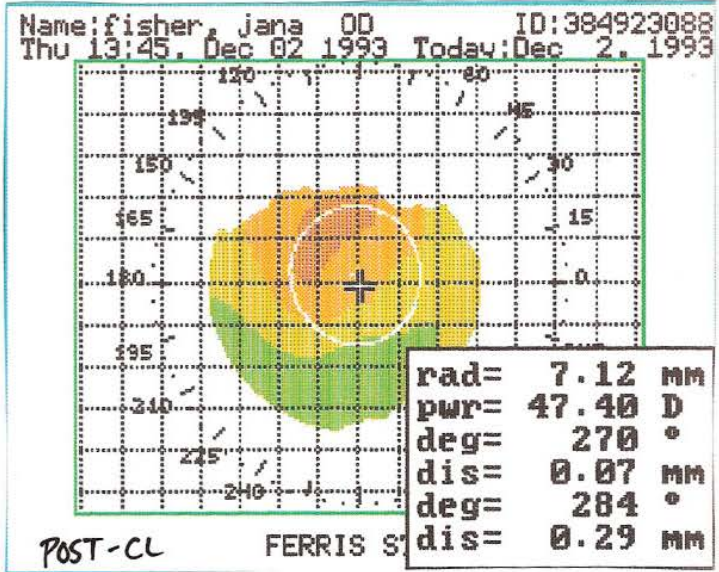 Name:fisher, jana OD ID:384923088
Thu 13:45, Dec 02 1993 Today:Dec 2, 1993
120 60
135 45
150 30
165 15
180 0
195
210
225
240
rad= 7.12 mm
pwr= 47.40 D
deg= 270 °
dis= 0.07 mm
deg= 284 °
dis= 0.29 mm
POST-CL FERRIS